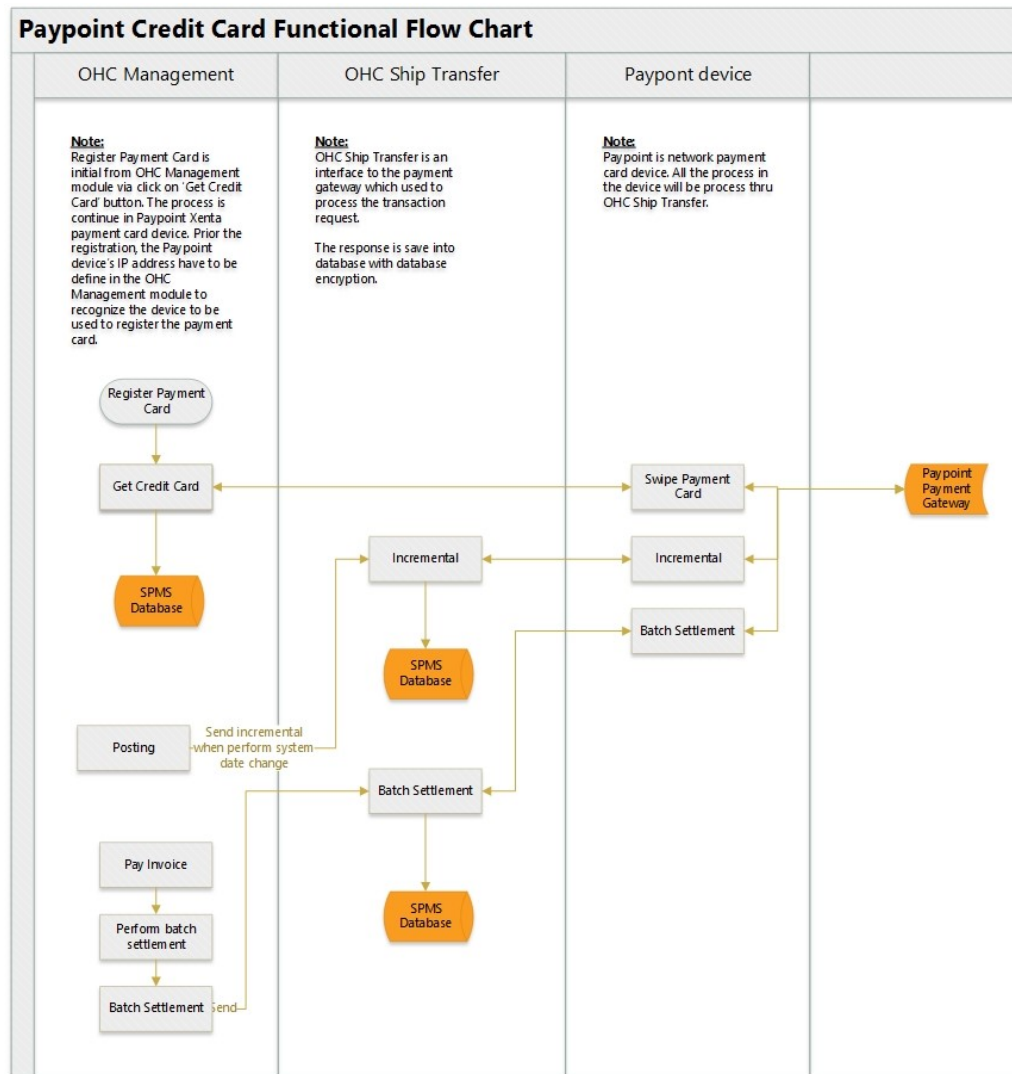 Paypoint Credit Card Functional Flow Chart
OHC Management
OHC Ship Transfer
Paypont device
Note:
Register Payment Card is
initial from OHC Management
module via click on ‘Get Credit
Card’ button. The process is
continue in Paypoint Xenta
payment card device. Prior the
registration, the Paypoint
device’s IP address have to be
define in the OHC
Management module to
recognize the device to be
used to register the payment
card.
Note:
OHC Ship Transfer is an
interface to the payment
gateway which used to
process the transaction
request.
The response is save into
database with database
encryption.
Note:
Paypoint is network payment
card device. All the process in
the device will be process thru
OHC Ship Transfer.
Register Payment
Card
Get Credit Card
Swipe Payment
Card
Paypoint
Payment
Gateway
Incremental
Incremental
SPMS
Database
Batch Settlement
SPMS
Database
Posting
Send incremental
when perform system
date change
Batch Settlement
Pay Invoice
SPMS
Database
Perform batch
settlement
Batch Settlement
Send